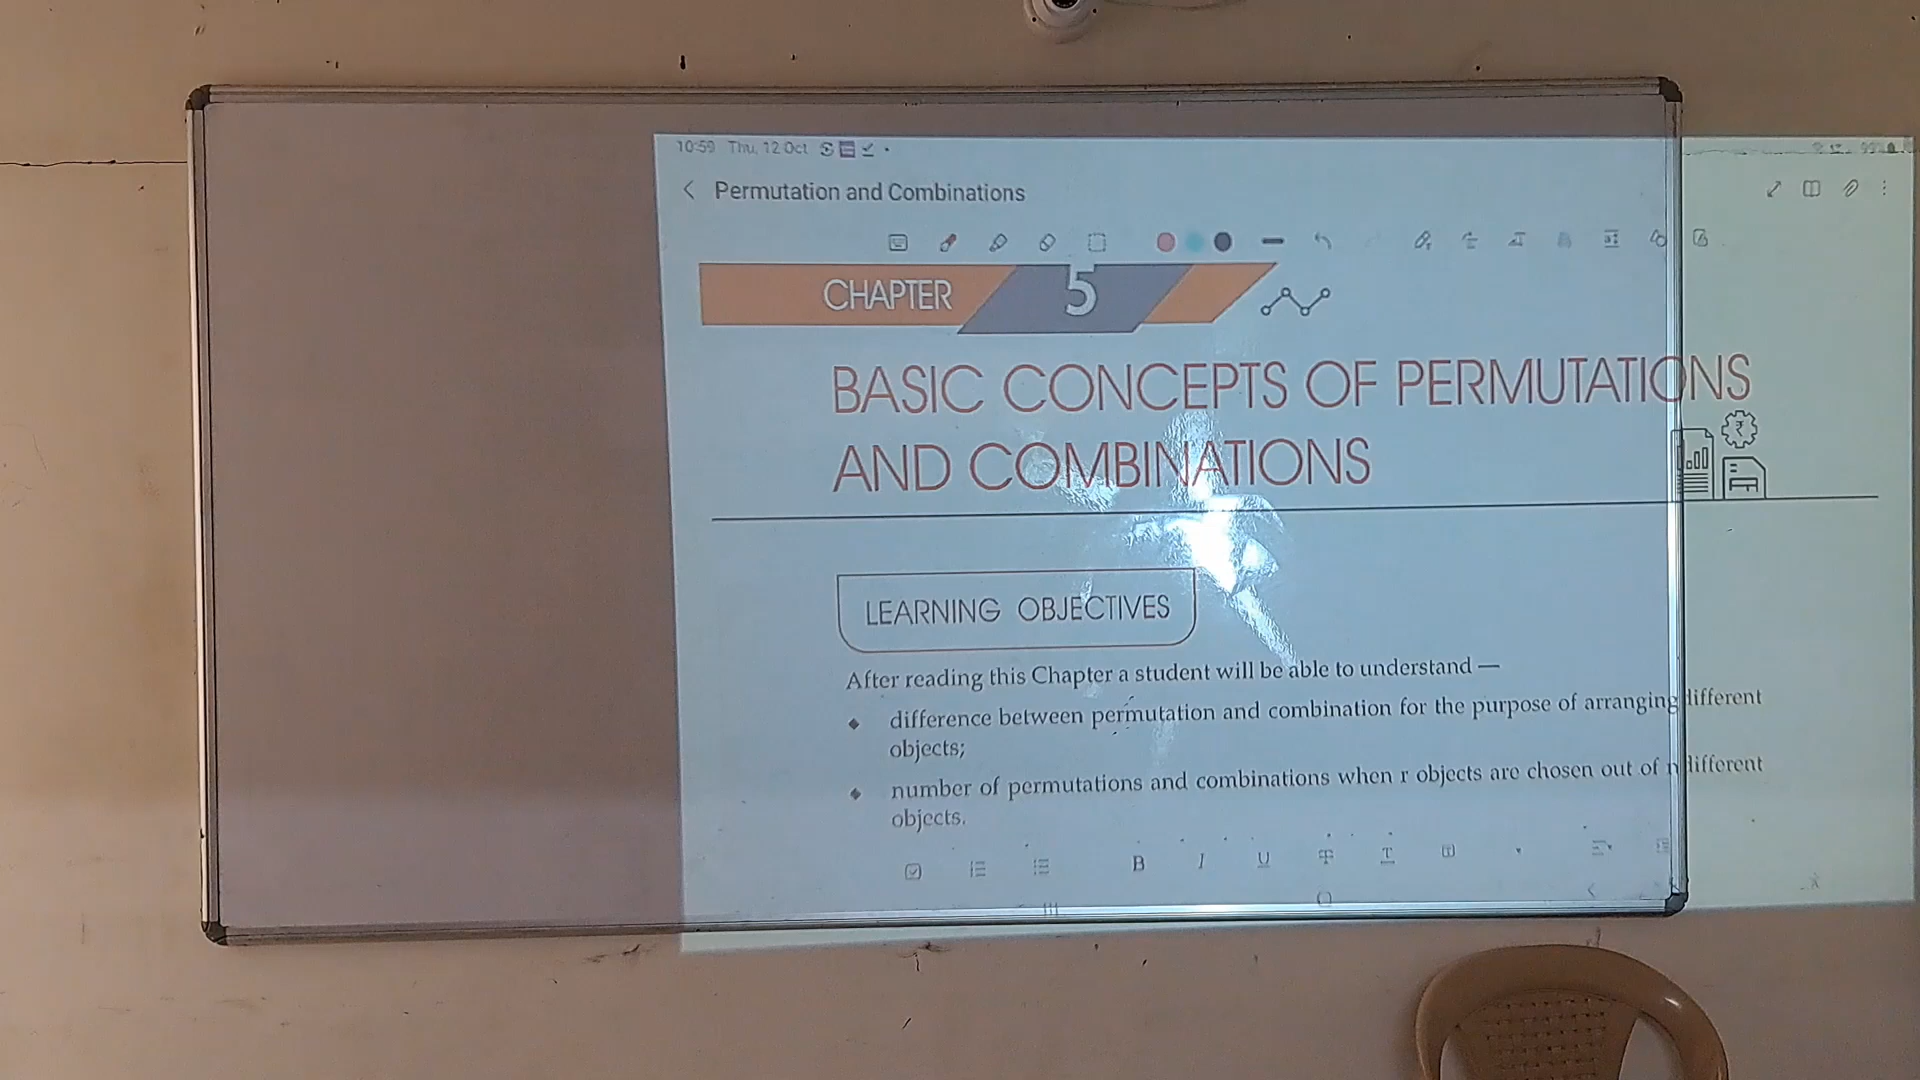 10:59 Thu, 12 Oct
99%
Permutation and Combinations
CHAPTER 5
BASIC CONCEPTS OF PERMUTATIONS
AND COMBINATIONS
LEARNING OBJECTIVES
After reading this Chapter a student will be able to understand —
◆ difference between permutation and combination for the purpose of arranging different
objects;
◆ number of permutations and combinations when r objects are chosen out of n different
objects.
B I U T T